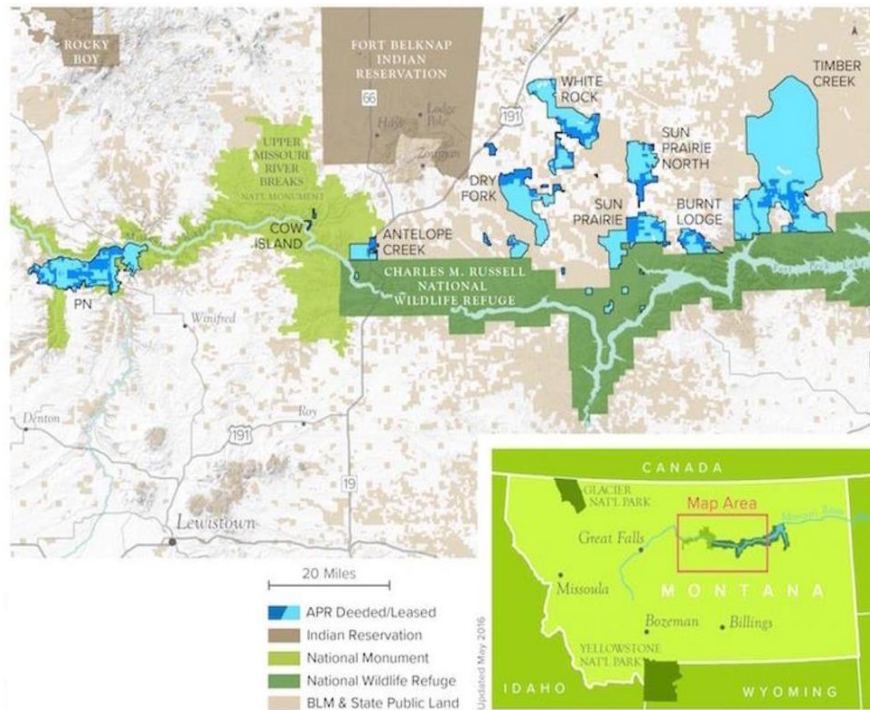 ROCKY
BOY
FORT BELKNAP
INDIAN
RESERVATION
66
Hays
Lodge
Pole
Zortman
191
WHITE
ROCK
TIMBER
CREEK
SUN
PRAIRIE
NORTH
UPPER
MISSOURI
RIVER
BREAKS
NAT'L MONUMENT
DRY
FORK
SUN
PRAIRIE
BURNT
LODGE
COW
ISLAND
ANTELOPE
CREEK
CHARLES M. RUSSELL
NATIONAL
WILDLIFE REFUGE
PN
Winifred
Denton
Roy
191
19
Lewistown
20 Miles
APR Deeded/Leased
Indian Reservation
National Monument
National Wildlife Refuge
BLM & State Public Land
Updated May 2016
CANADA
GLACIER
NAT'L PARK
Map Area
Great Falls
Missoula
MONTANA
Bozeman
Billings
YELLOWSTONE
NAT'L PARK
IDAHO
WYOMING